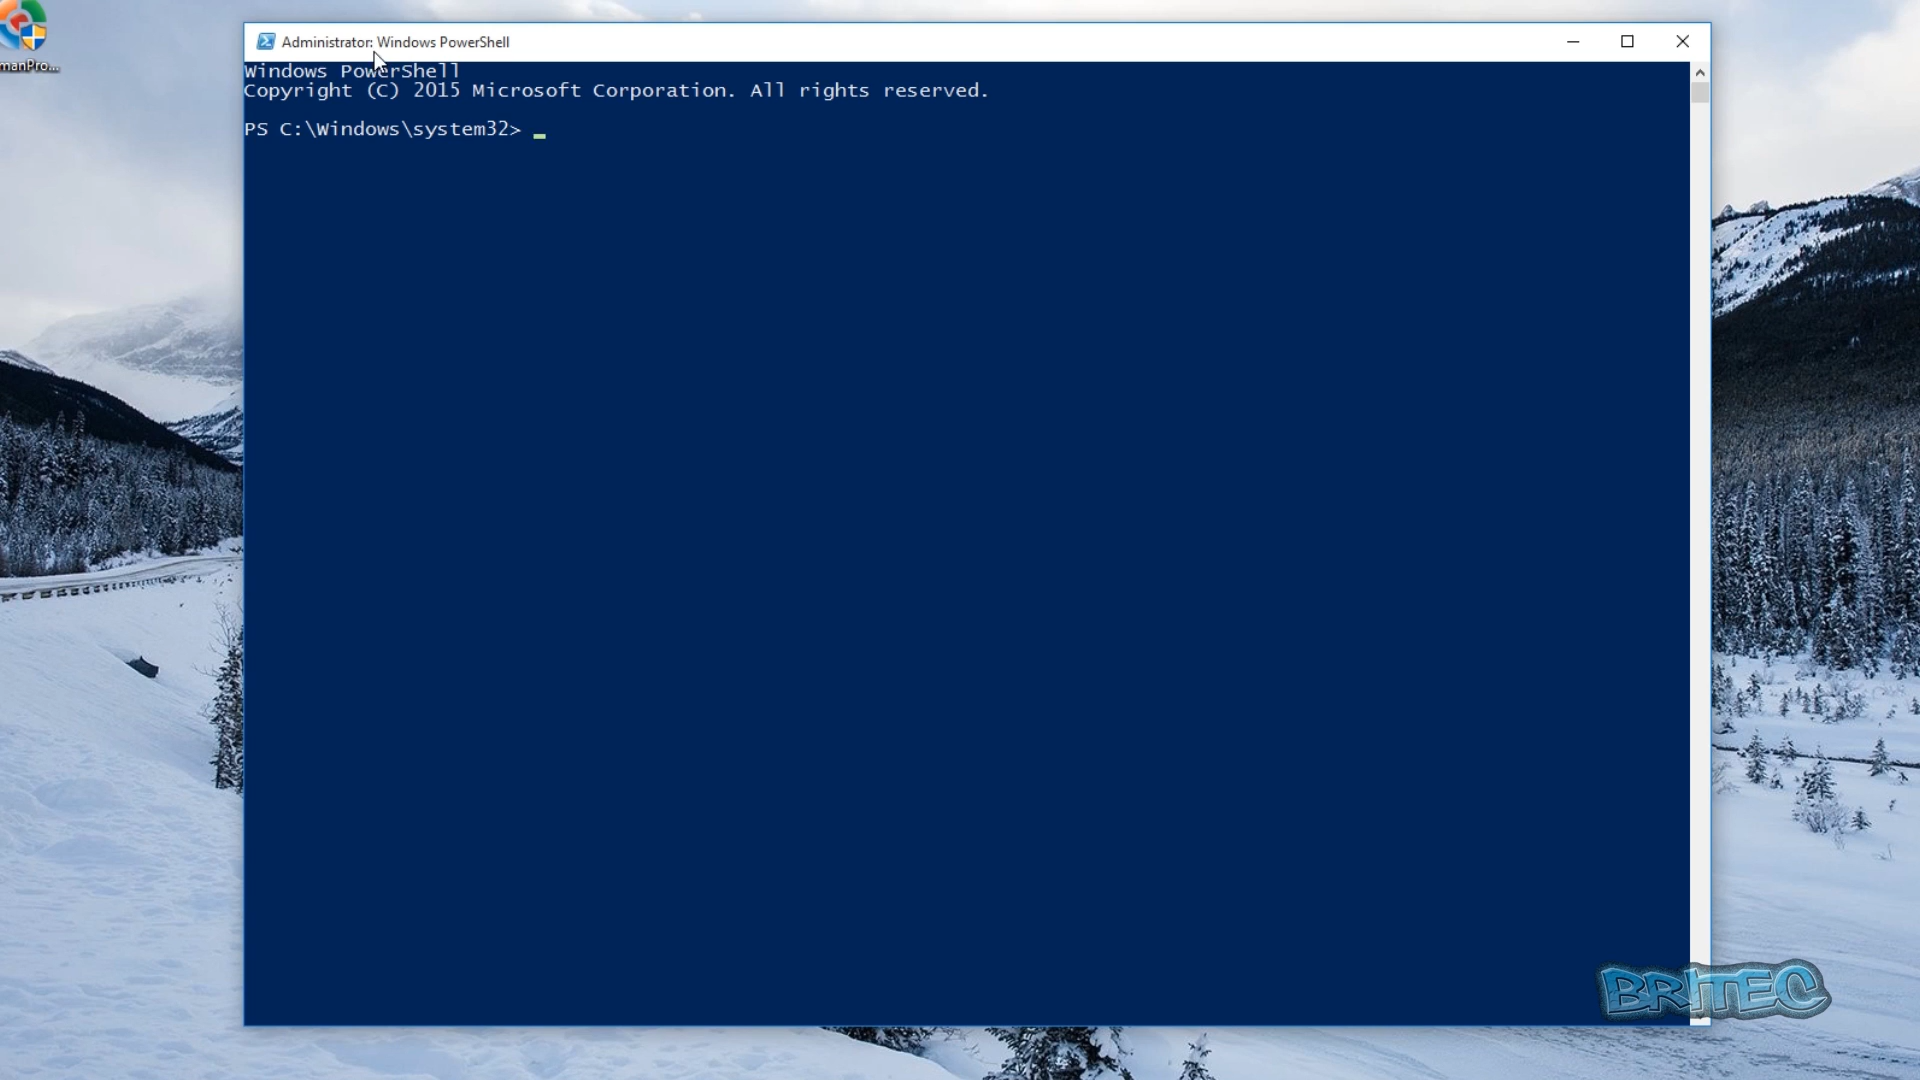 Administrator: Windows PowerShell
manPro...
Windows PowerShell
Copyright (C) 2015 Microsoft Corporation. All rights reserved.
PS C:\Windows\system32>
BRITEC